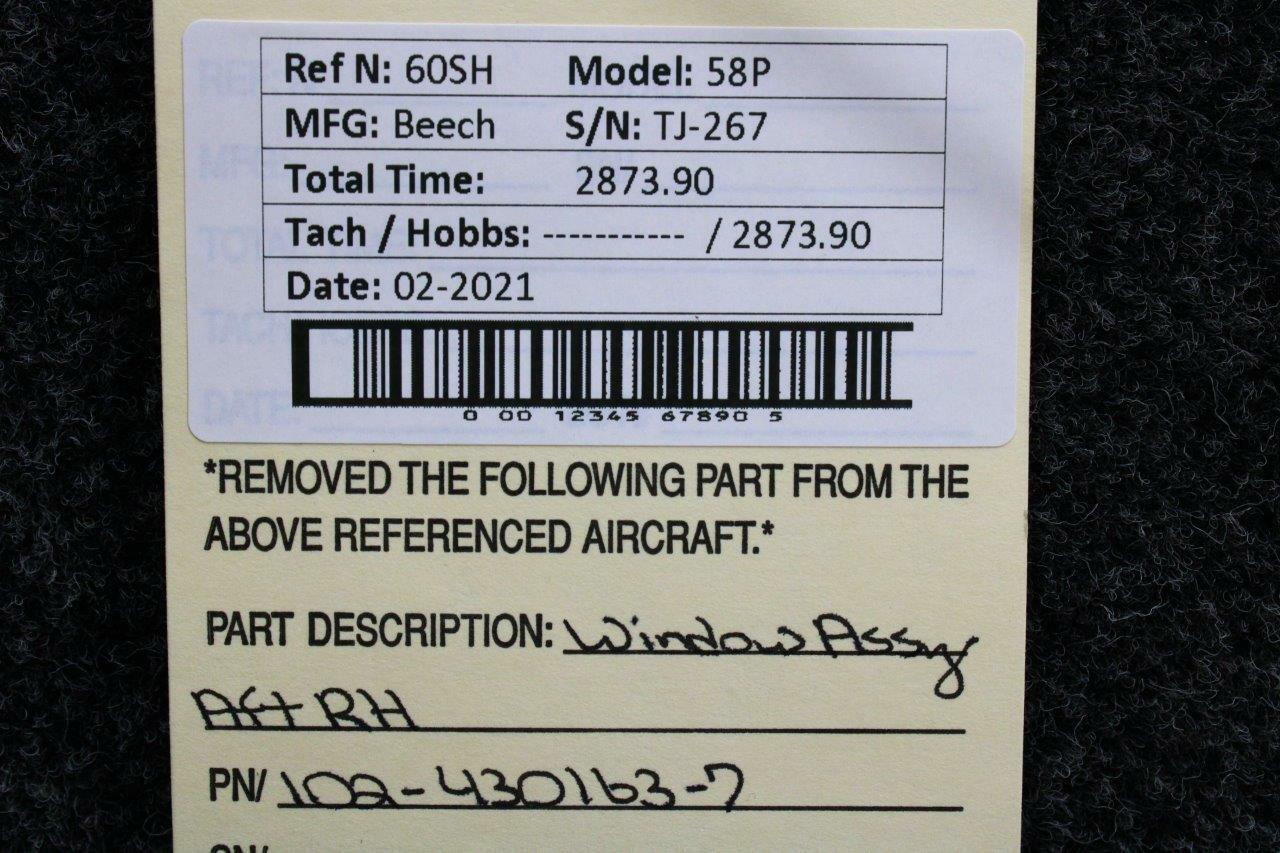 Ref N: 60SH Model: 58P
MFG: Beech S/N: TJ-267
Total Time: 2873.90
Tach / Hobbs: ----------- / 2873.90
Date: 02-2021
0 00 12345 67890 5
*REMOVED THE FOLLOWING PART FROM THE
ABOVE REFERENCED AIRCRAFT.*
PART DESCRIPTION: Window Assy
Aft RH
PN/ 102-430163-7